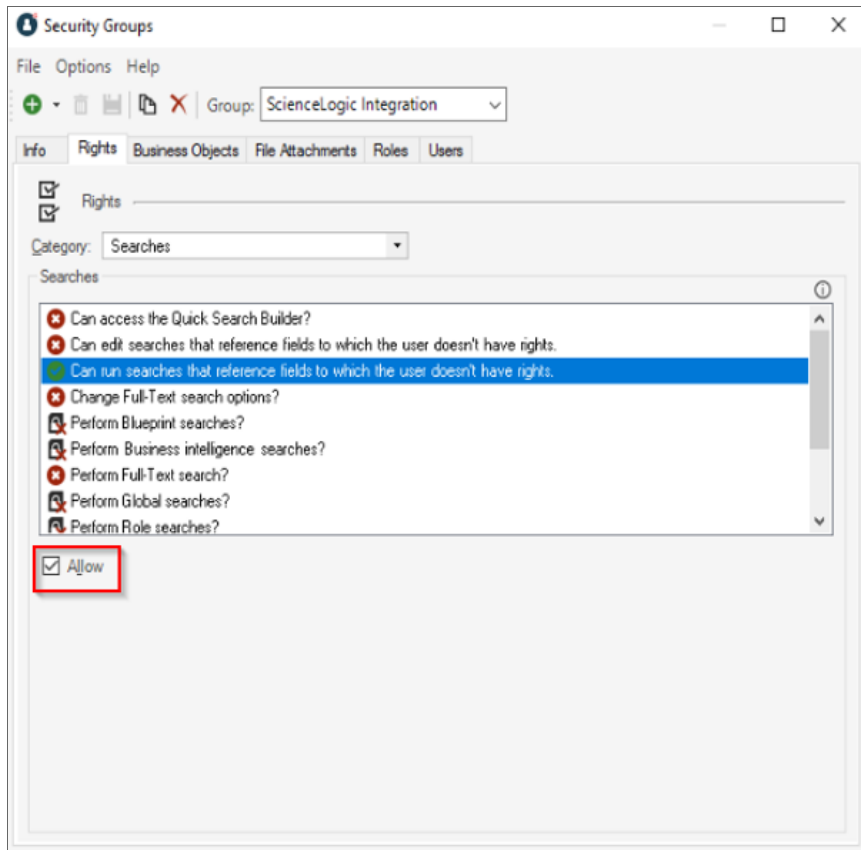 Security Groups
File Options Help
Group: ScienceLogic Integration
Info Rights Business Objects File Attachments Roles Users
Rights
Category: Searches
Searches
Can access the Quick Search Builder?
Can edit searches that reference fields to which the user doesn't have rights.
Can run searches that reference fields to which the user doesn't have rights.
Change Full-Text search options?
Perform Blueprint searches?
Perform Business intelligence searches?
Perform Full-Text search?
Perform Global searches?
Perform Role searches?
Allow